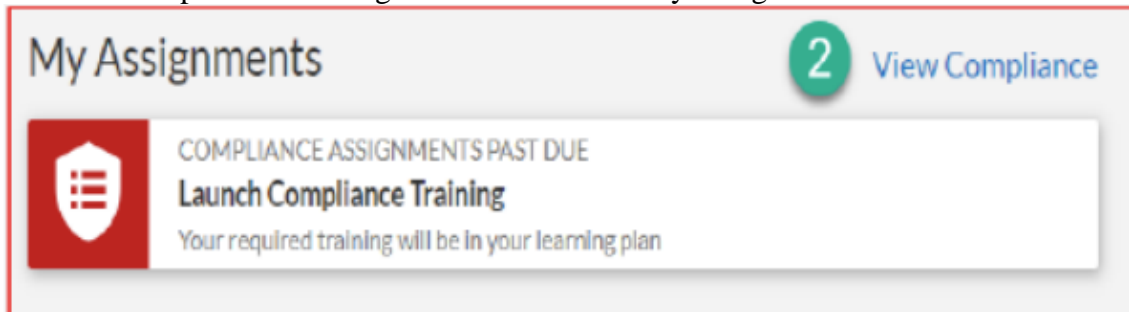 My Assignments
2 View Compliance
COMPLIANCE ASSIGNMENTS PAST DUE
Launch Compliance Training
Your required training will be in your learning plan